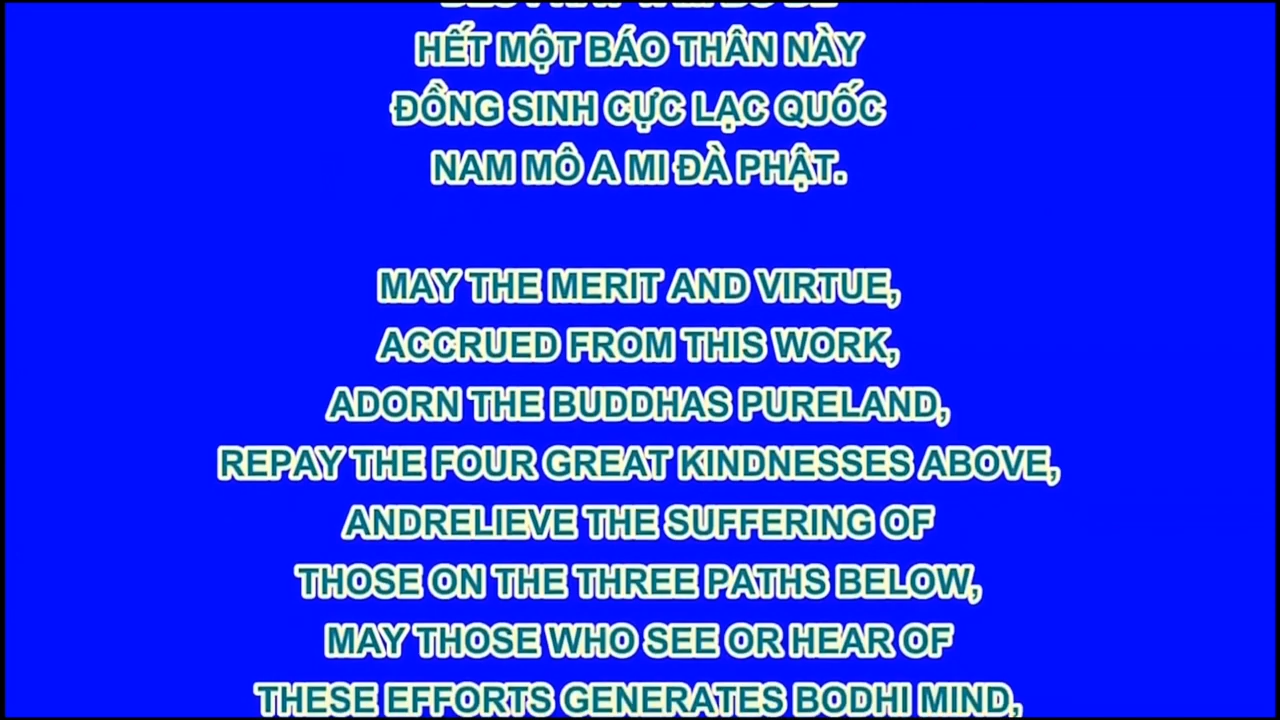 HẾT MỘT BÁO THÂN NÀY
ĐỒNG SINH CỰC LẠC QUỐC
NAM MÔ A MI ĐÀ PHẬT.
MAY THE MERIT AND VIRTUE,
ACCRUED FROM THIS WORK,
ADORN THE BUDDHAS PURELAND,
REPAY THE FOUR GREAT KINDNESSES ABOVE,
ANDRELIEVE THE SUFFERING OF
THOSE ON THE THREE PATHS BELOW,
MAY THOSE WHO SEE OR HEAR OF
THESE EFFORTS GENERATES BODHI MIND,